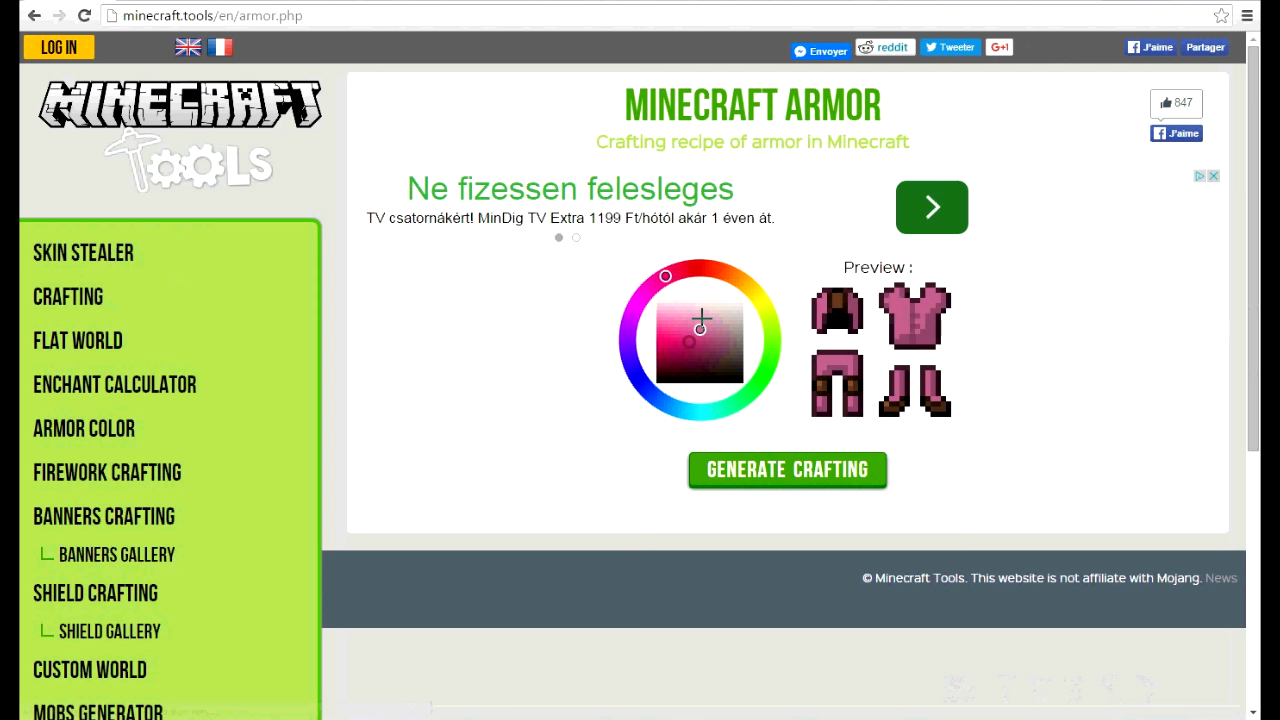 minecraft.tools/en/armor.php
LOG IN
Envoyer
reddit
Tweeter
G+1
J'aime
Partager
MINECRAFT
TOOLS
MINECRAFT ARMOR
Crafting recipe of armor in Minecraft
847
J'aime
Ne fizessen feleslegesen
TV csatornákért! MinDig TV Extra 1199 Ft/hótól akár 1 éven át.
Preview :
GENERATE CRAFTING
SKIN STEALER
CRAFTING
FLAT WORLD
ENCHANT CALCULATOR
ARMOR COLOR
FIREWORK CRAFTING
BANNERS CRAFTING
BANNERS GALLERY
SHIELD CRAFTING
SHIELD GALLERY
CUSTOM WORLD
MOBS GENERATOR
© Minecraft Tools. This website is not affiliate with Mojang. News